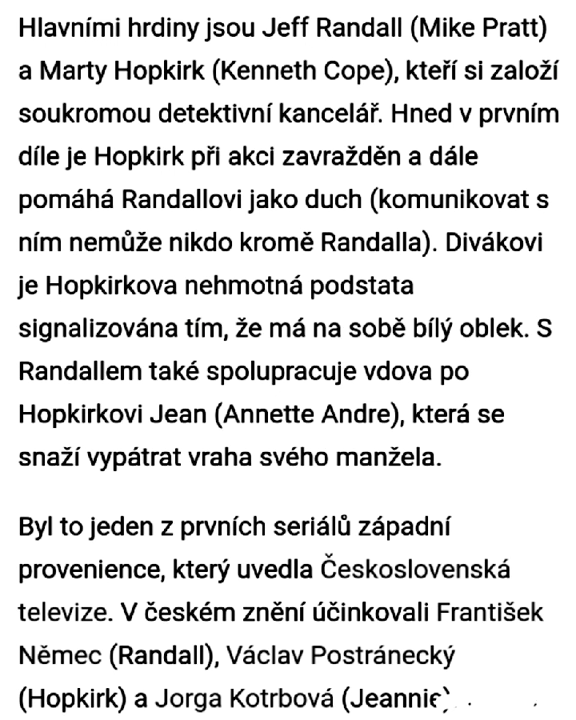 Hlavními hrdiny jsou Jeff Randall (Mike Pratt)
a Marty Hopkirk (Kenneth Cope), kteří si založí
soukromou detektivní kancelář. Hned v prvním
díle je Hopkirk při akci zavražděn a dále
pomáhá Randallovi jako duch (komunikovat s
ním nemůže nikdo kromě Randalla). Divákovi
je Hopkirkova nehmotná podstata
signalizována tím, že má na sobě bílý oblek. S
Randallem také spolupracuje vdova po
Hopkirkovi Jean (Annette Andre), která se
snaží vypátrat vraha svého manžela.
Byl to jeden z prvních seriálů západní
provenience, který uvedla Československá
televize. V českém znění účinkovali František
Němec (Randall), Václav Postránecký
(Hopkirk) a Jorga Kotrbová (Jeannie)